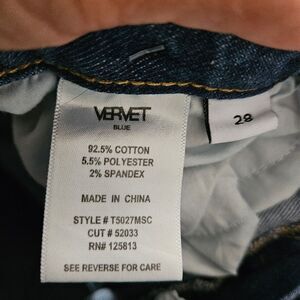 VERVET
BLUE
92.5% COTTON
5.5% POLYESTER
2% SPANDEX
MADE IN CHINA
STYLE # T5027MSC
CUT # 52033
RN# 125813
SEE REVERSE FOR CARE
28